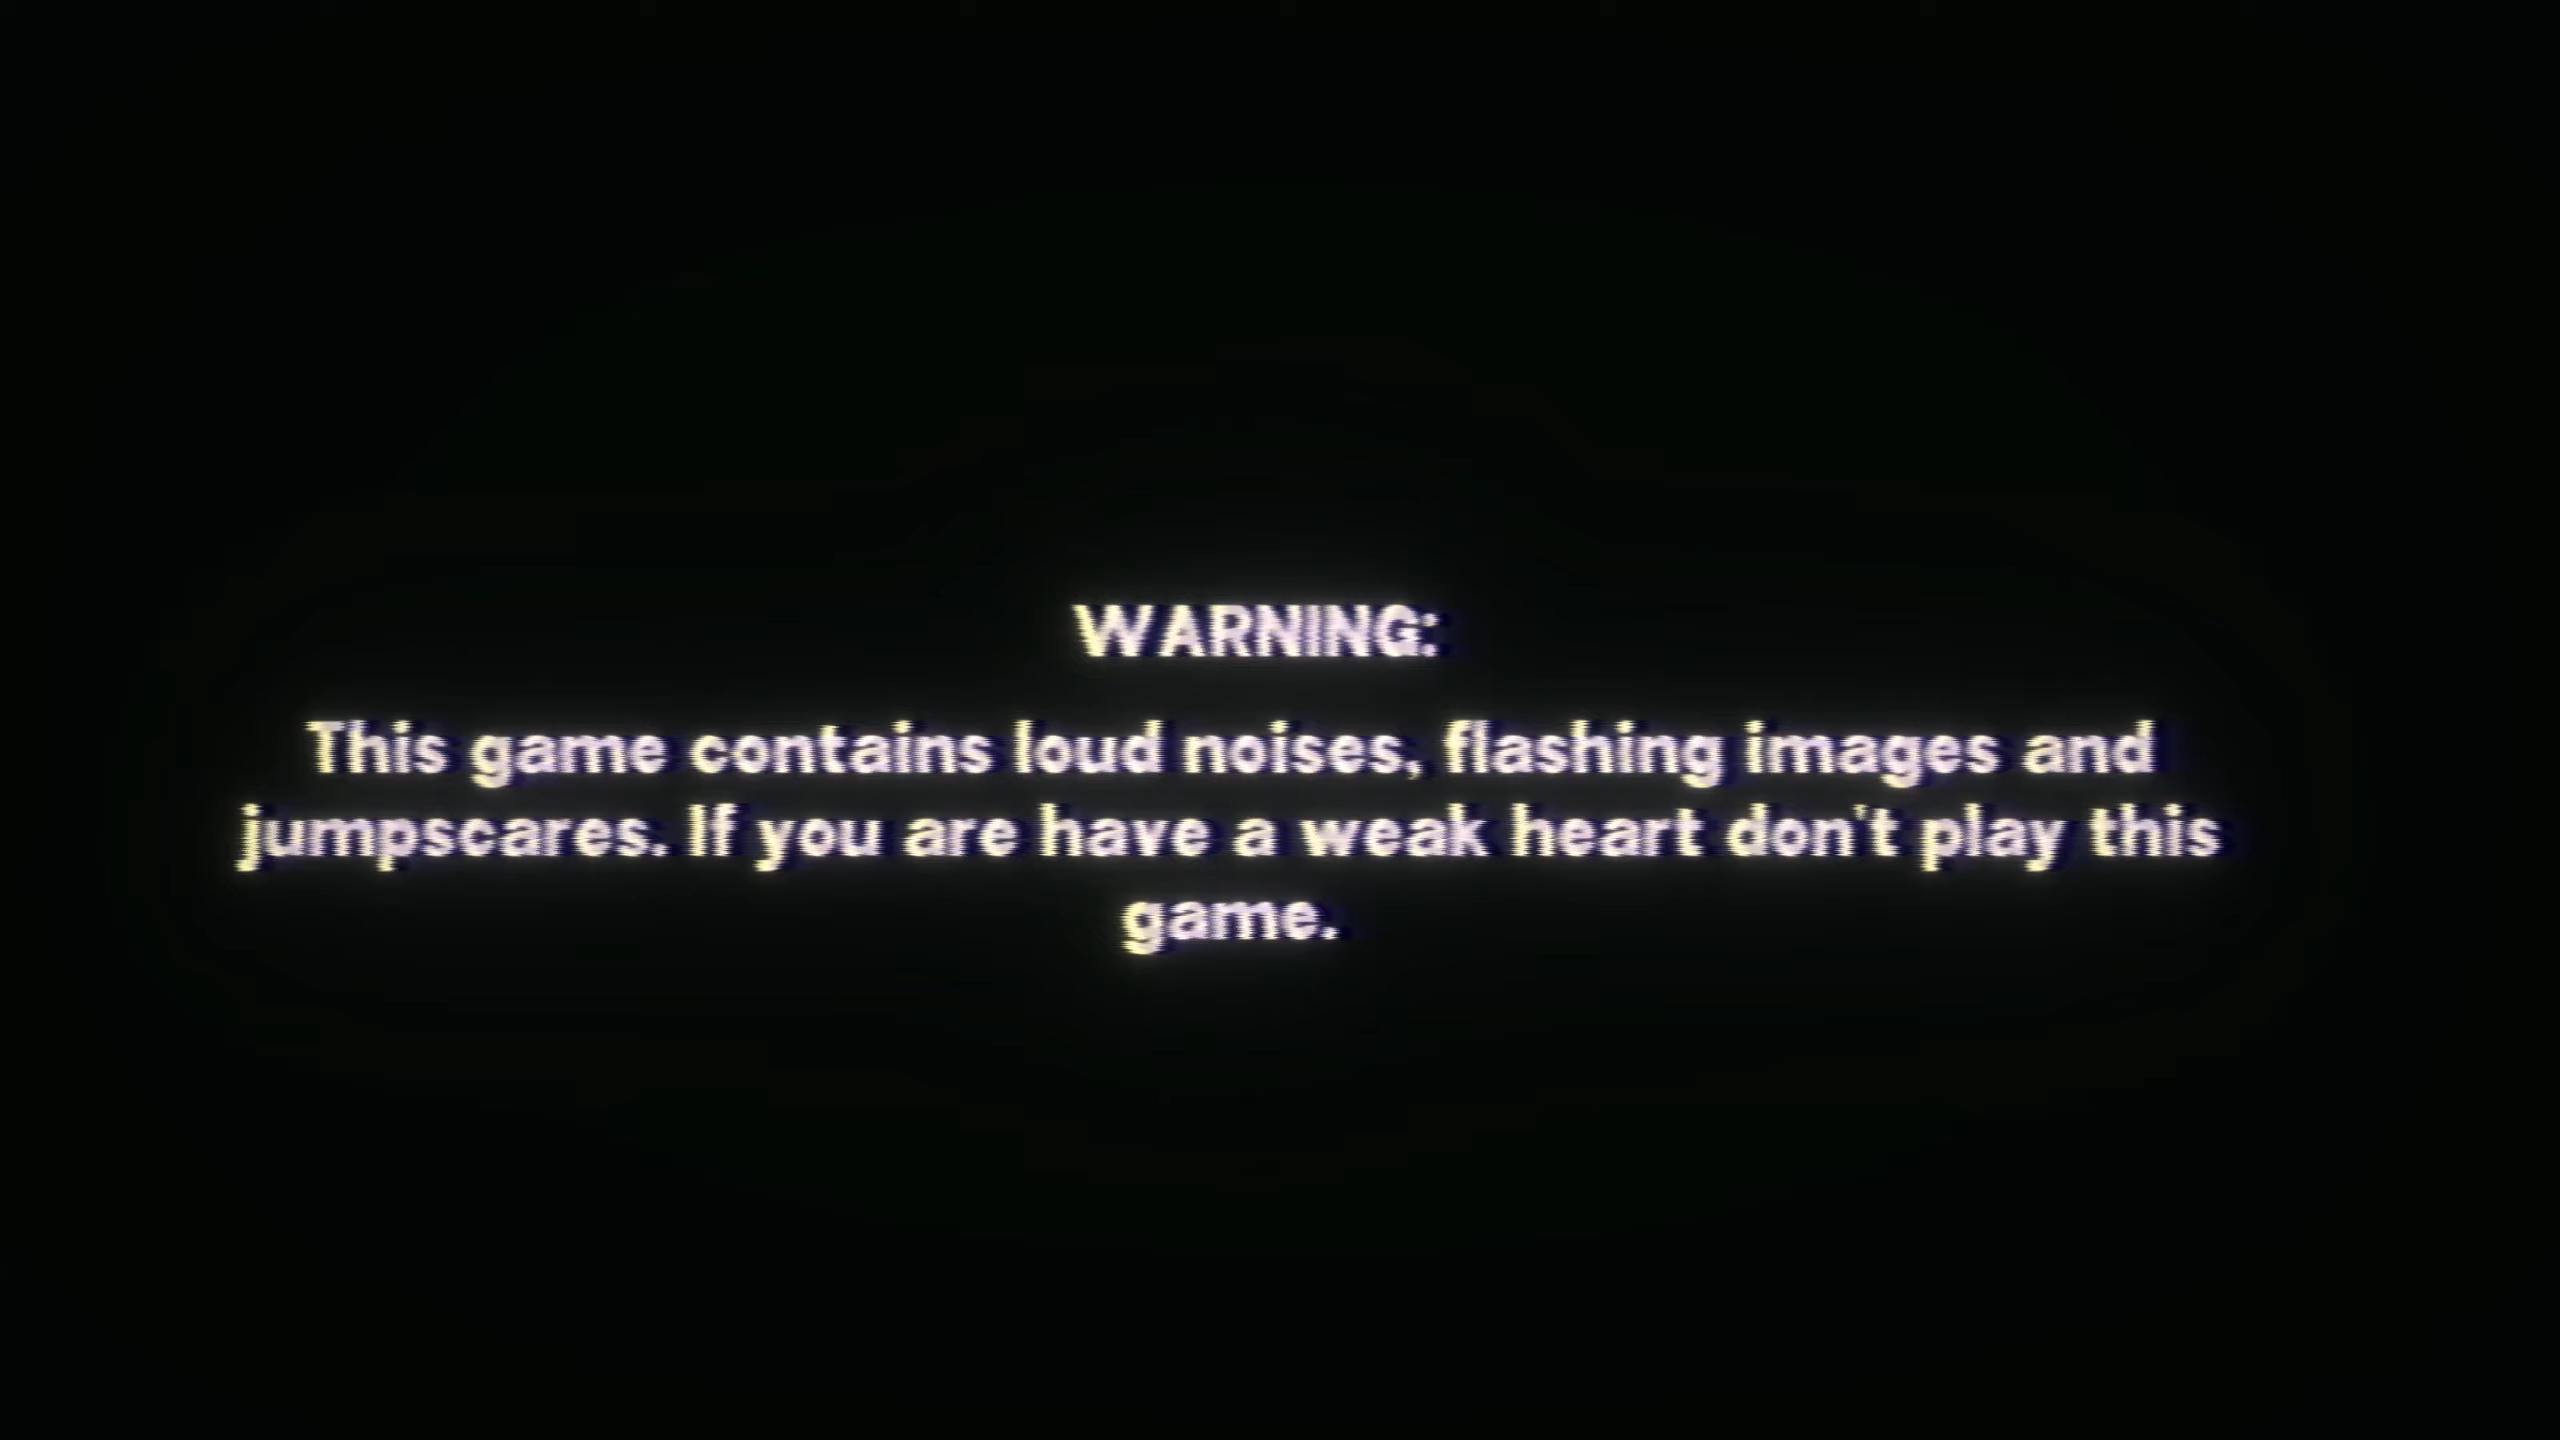 WARNING:
This game contains loud noises, flashing images and
jumpscares. If you are have a weak heart don't play this
game.